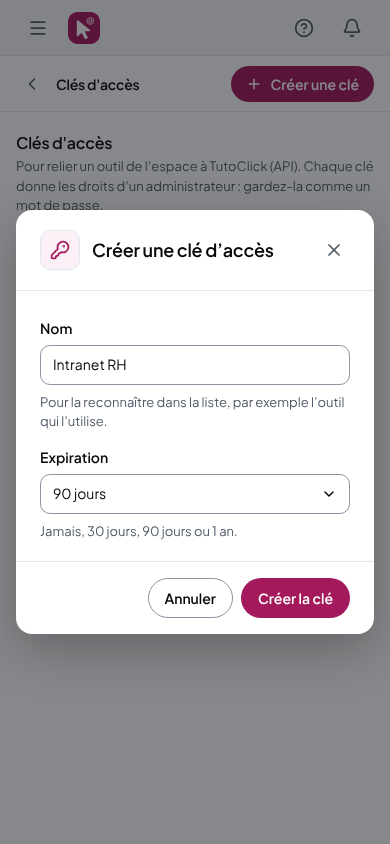 Clés d'accès
Créer une clé
Clés d'accès
Pour relier un outil de l'espace à TutoClick (API). Chaque clé
donne les droits d'un administrateur : gardez-la comme un
mot de passe.
Créer une clé d’accès
Nom
Intranet RH
Pour la reconnaître dans la liste, par exemple l’outil
qui l’utilise.
Expiration
90 jours
Jamais, 30 jours, 90 jours ou 1 an.
Annuler
Créer la clé